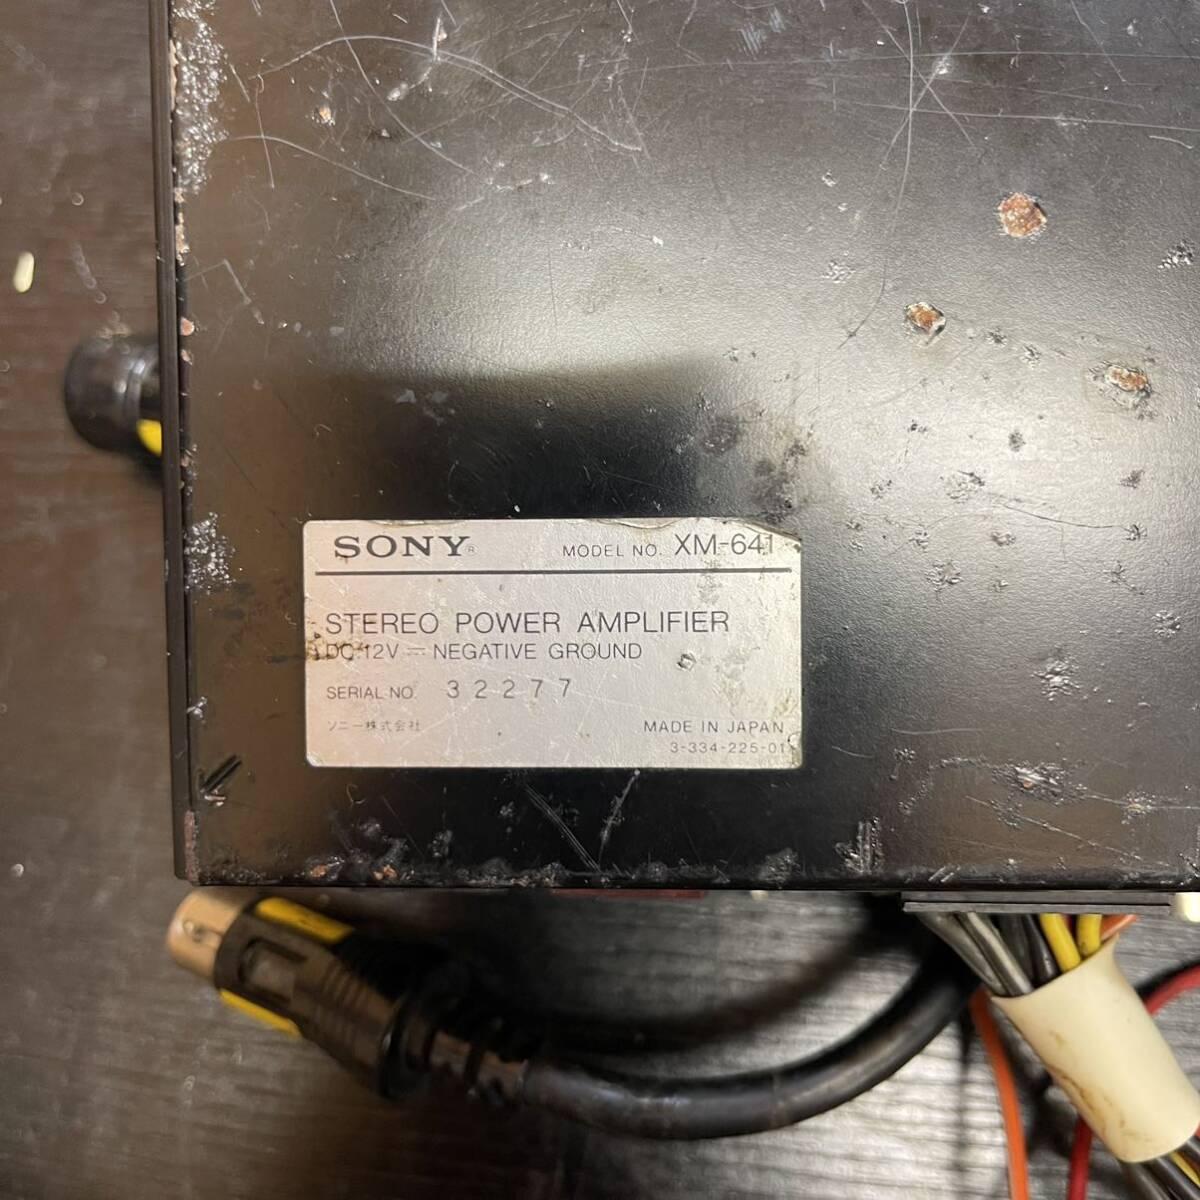 SONY® MODEL NO. XM-641
STEREO POWER AMPLIFIER
DC 12V ⎓ NEGATIVE GROUND
SERIAL NO. 32277
ソニー株式会社 MADE IN JAPAN
3-334-225-01